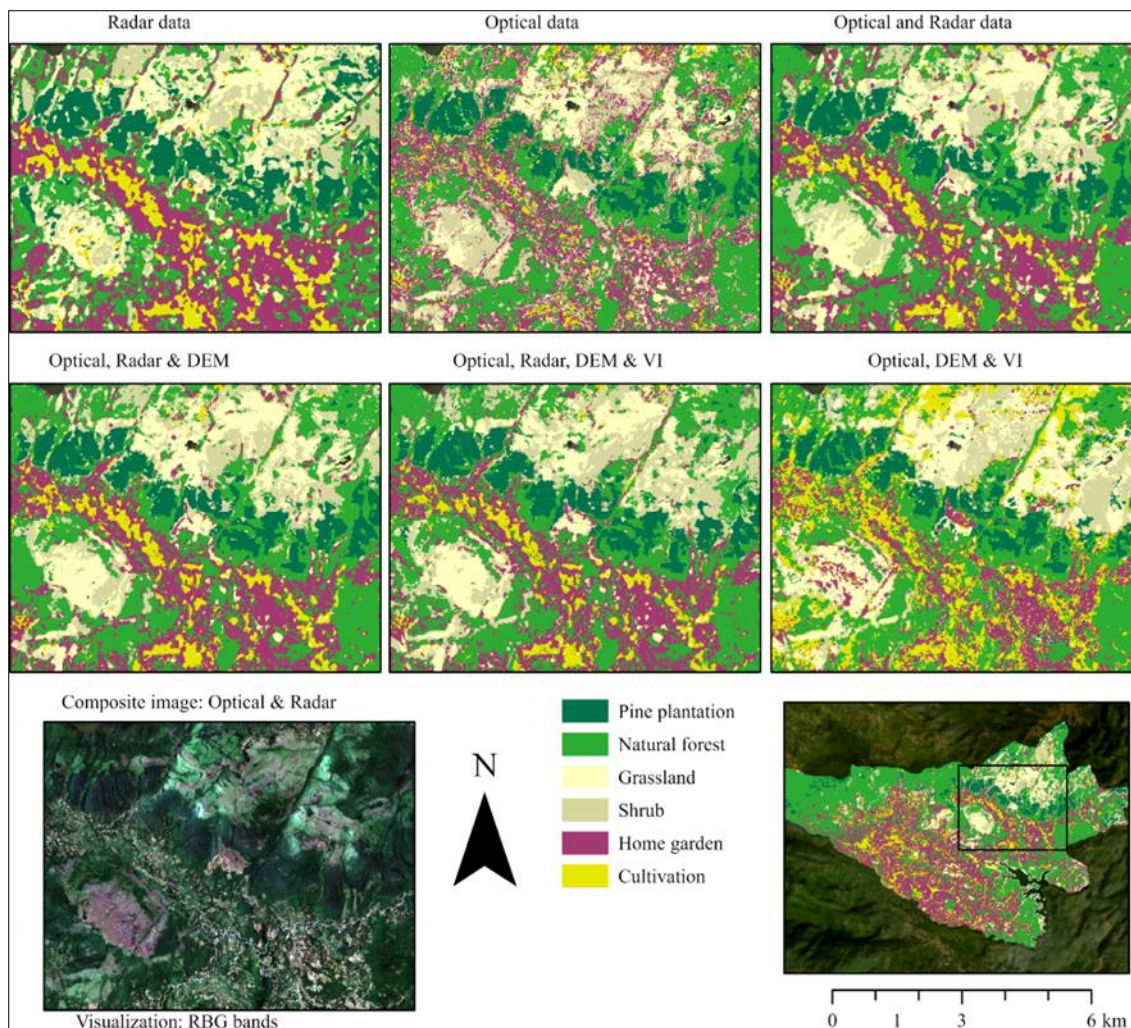 Radar data
Optical data
Optical and Radar data
Optical, Radar & DEM
Optical, Radar, DEM & VI
Optical, DEM & VI
Composite image: Optical & Radar
Visualization: RBG bands
N
Pine plantation
Natural forest
Grassland
Shrub
Home garden
Cultivation
0 1 3 6 km